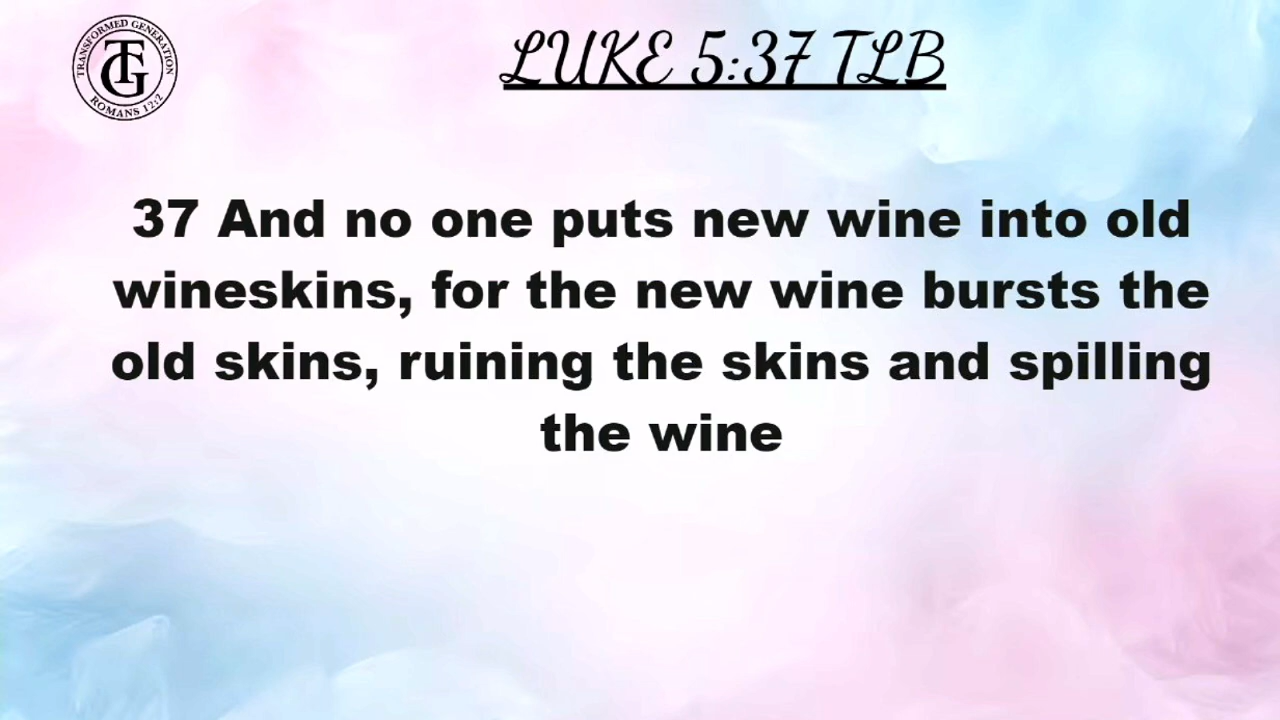 TRANSFORMED GENERATION
TG
ROMANS 12:2
LUKE 5:37 TLB
37 And no one puts new wine into old
wineskins, for the new wine bursts the
old skins, ruining the skins and spilling
the wine